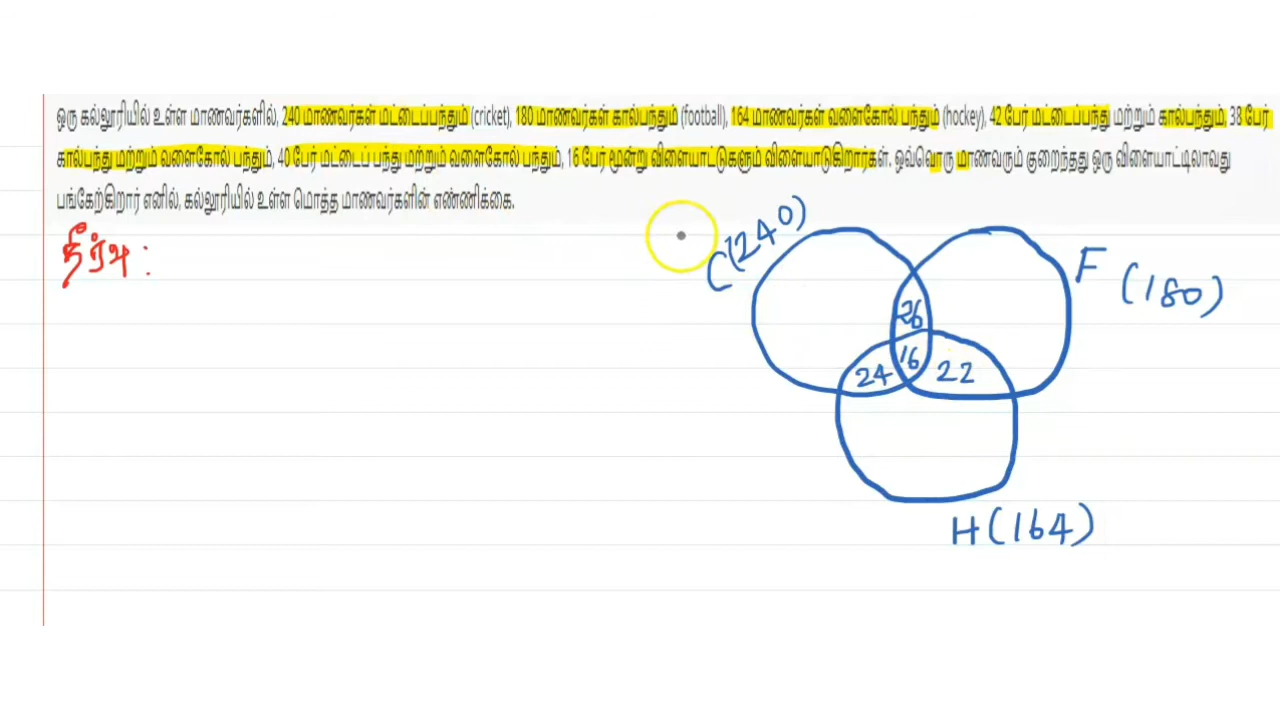 ஒரு கல்லூரியில் உள்ள மாணவர்களில், 240 மாணவர்கள் மட்டைப்பந்தும் (cricket), 180 மாணவர்கள் கால்பந்தும் (football), 164 மாணவர்கள் வளைகோல் பந்தும் (hockey), 42 பேர் மட்டைப்பந்து மற்றும் கால்பந்தும், 38 பேர்
கால்பந்து மற்றும் வளைகோல் பந்தும், 40 பேர் மட்டைப் பந்து மற்றும் வளைகோல் பந்தும், 16 பேர் மூன்று விளையாட்டுகளும் விளையாடுகிறார்கள். ஒவ்வொரு மாணவரும் குறைந்தது ஒரு விளையாட்டிலாவது
பங்கேற்கிறார் எனில், கல்லூரியில் உள்ள மொத்த மாணவர்களின் எண்ணிக்கை.
C(240)
தீர்வு :
F
(180)
26
16
24
22
H(164)